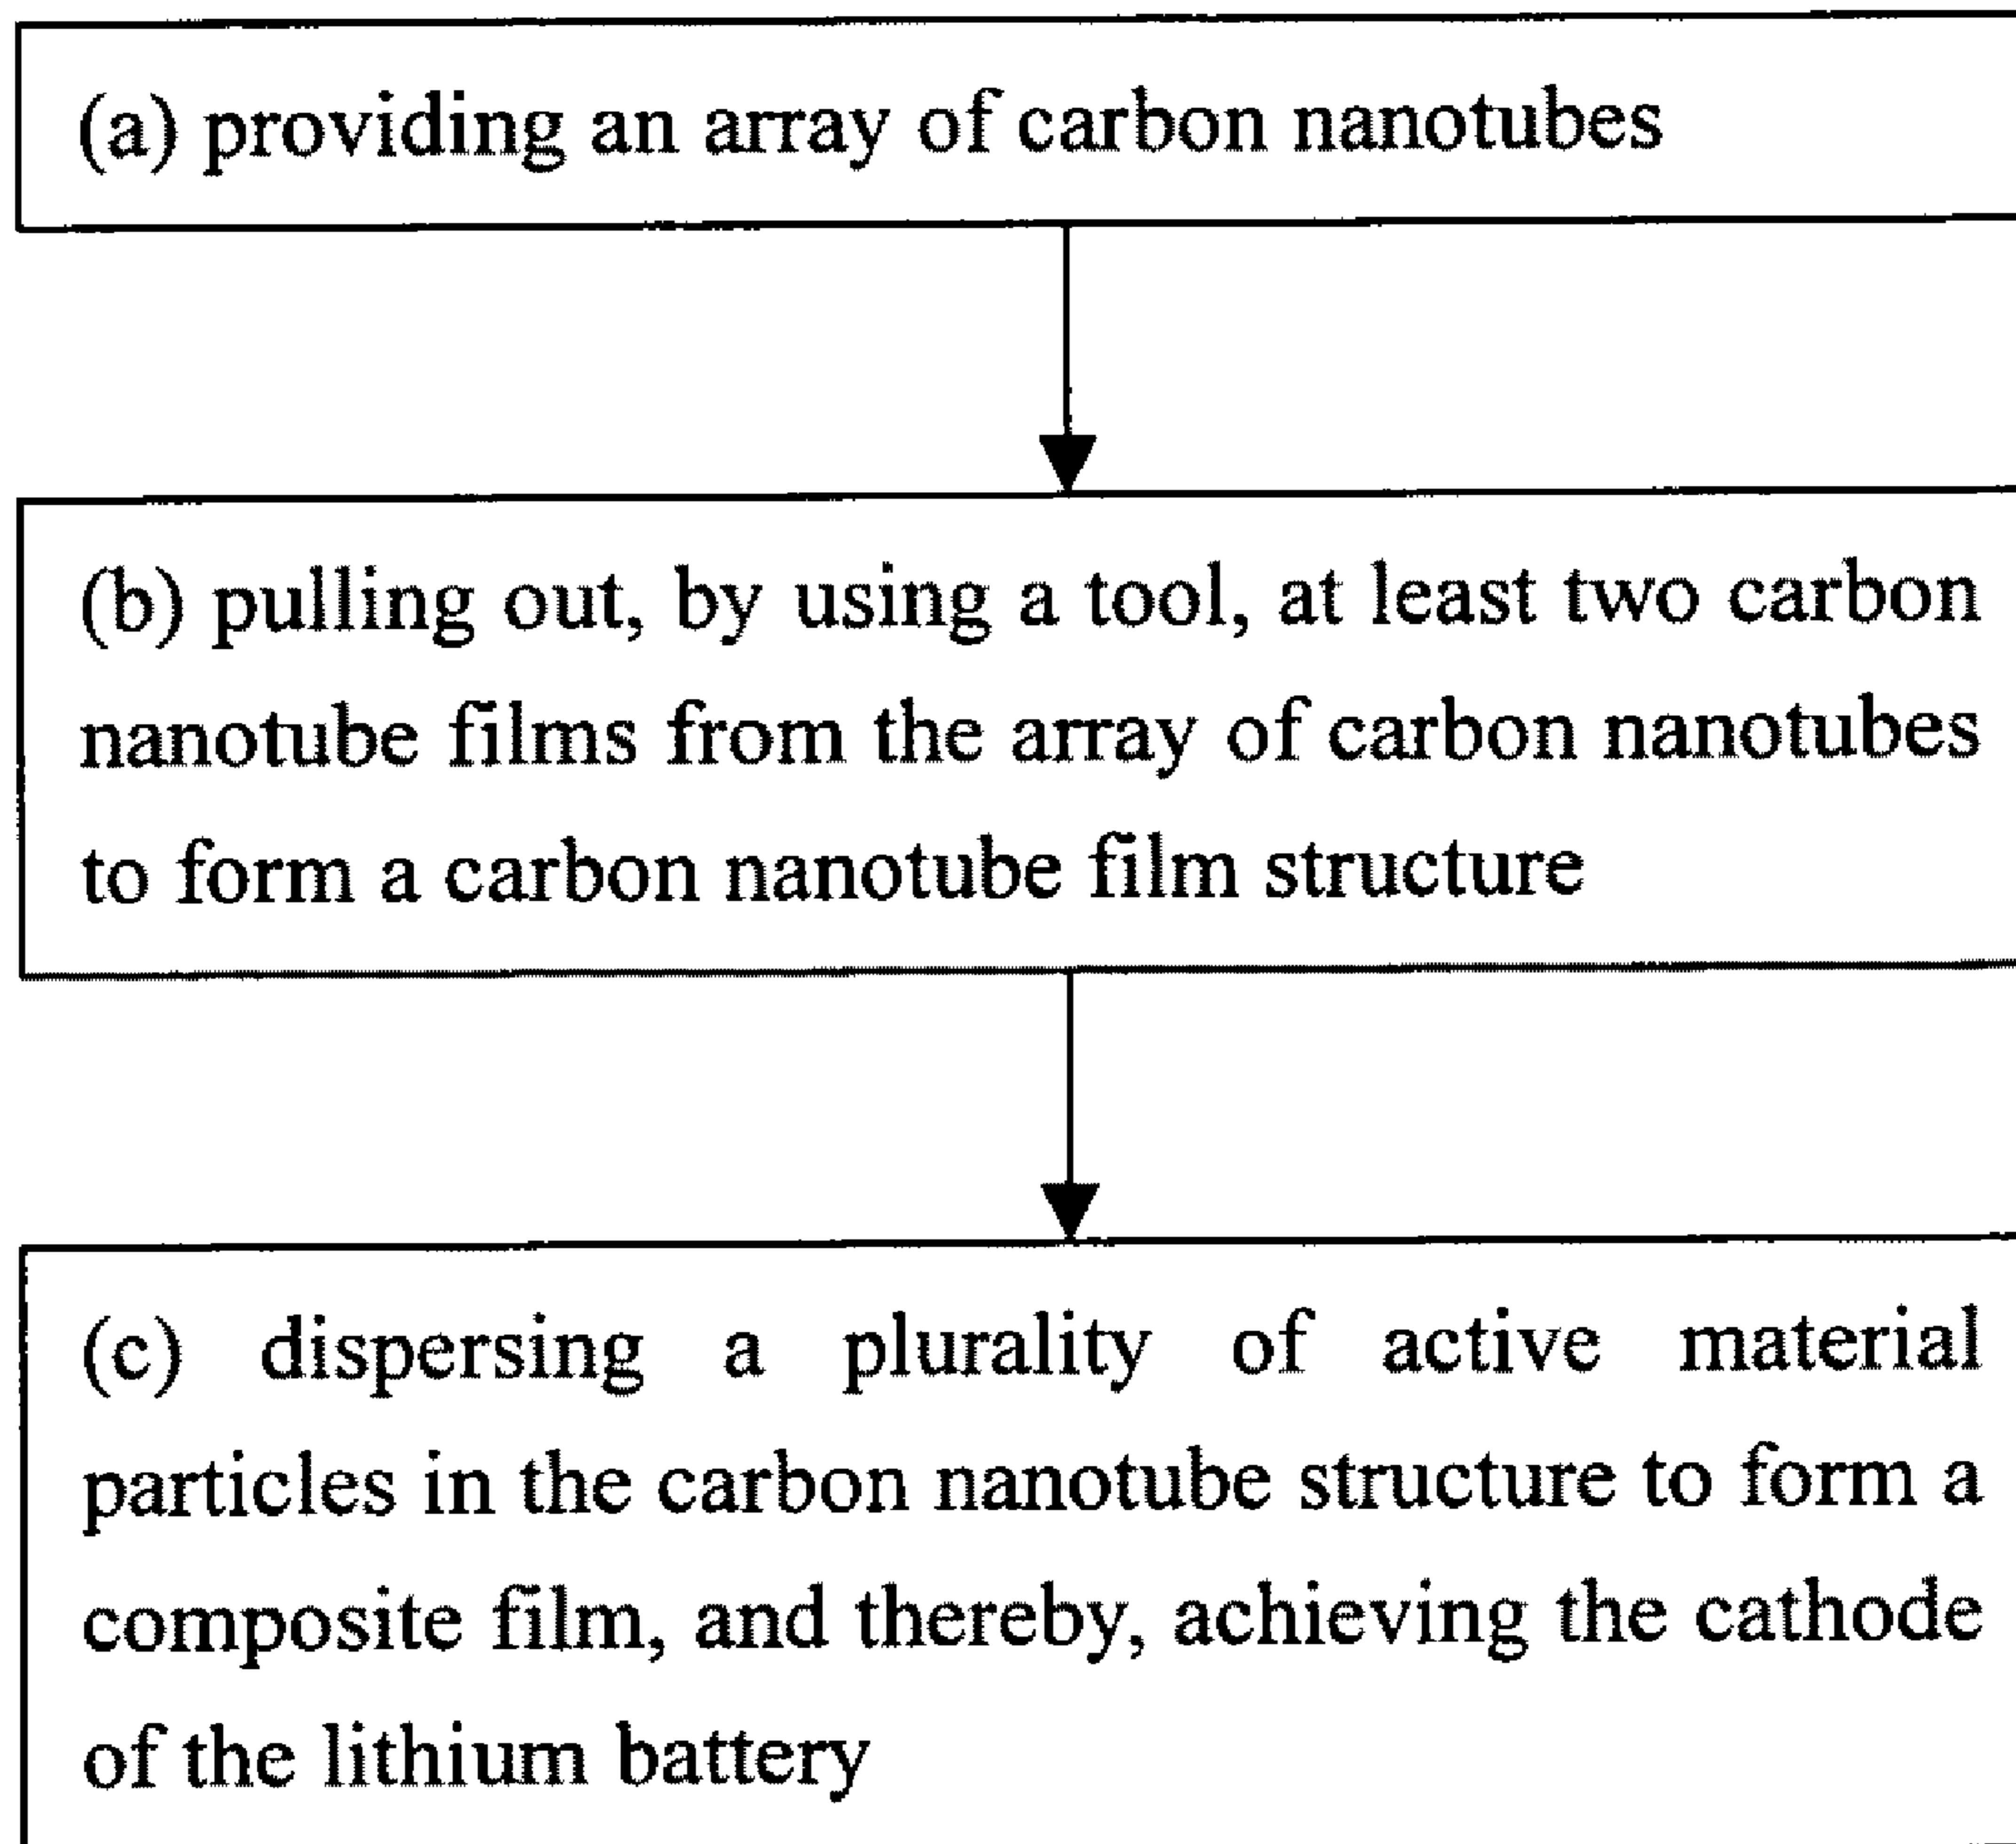 (a) providing an array of carbon nanotubes
(b) pulling out, by using a tool, at least two carbon
nanotube films from the array of carbon nanotubes
to form a carbon nanotube film structure
(c) dispersing a plurality of active material
particles in the carbon nanotube structure to form a
composite film, and thereby, achieving the cathode
of the lithium battery